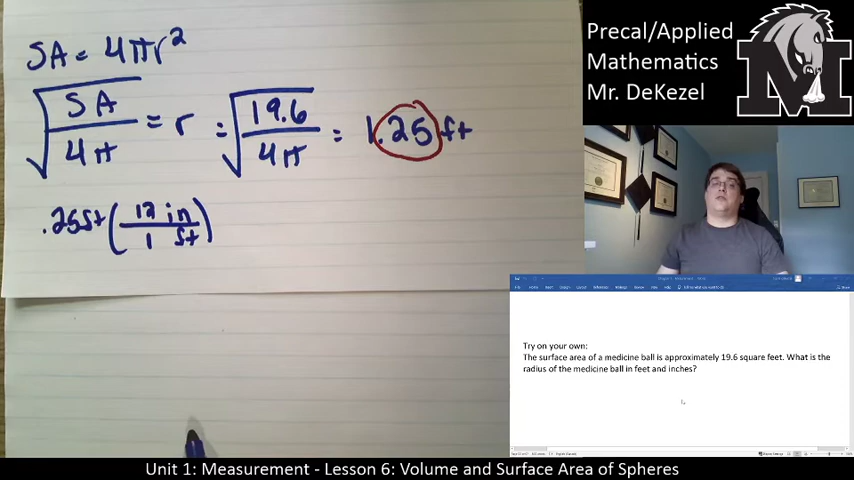 SA = 4πr²
√(SA/4π) = r = √(19.6/4π) = 1.25 ft
.25ft (12 in/1 ft)
Precal/Applied
Mathematics
Mr. DeKezel
M
Try on your own:
The surface area of a medicine ball is approximately 19.6 square feet. What is the
radius of the medicine ball in feet and inches?
Unit 1: Measurement - Lesson 6: Volume and Surface Area of Spheres